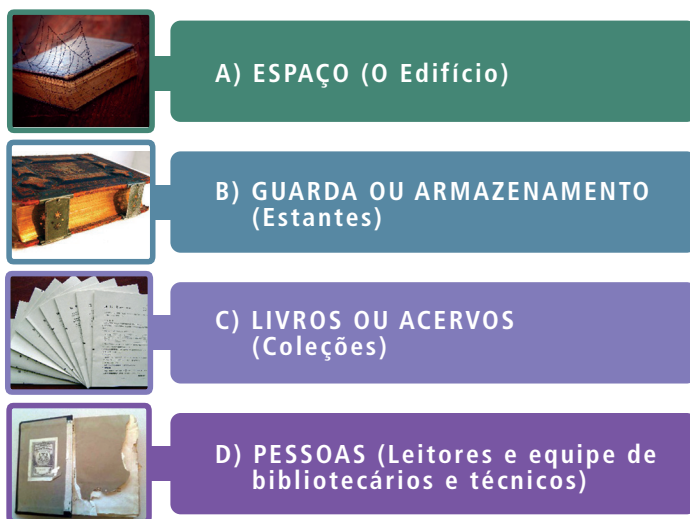 A) ESPAÇO (O Edifício)
B) GUARDA OU ARMAZENAMENTO
(Estantes)
C) LIVROS OU ACERVOS
(Coleções)
D) PESSOAS (Leitores e equipe de
bibliotecários e técnicos)